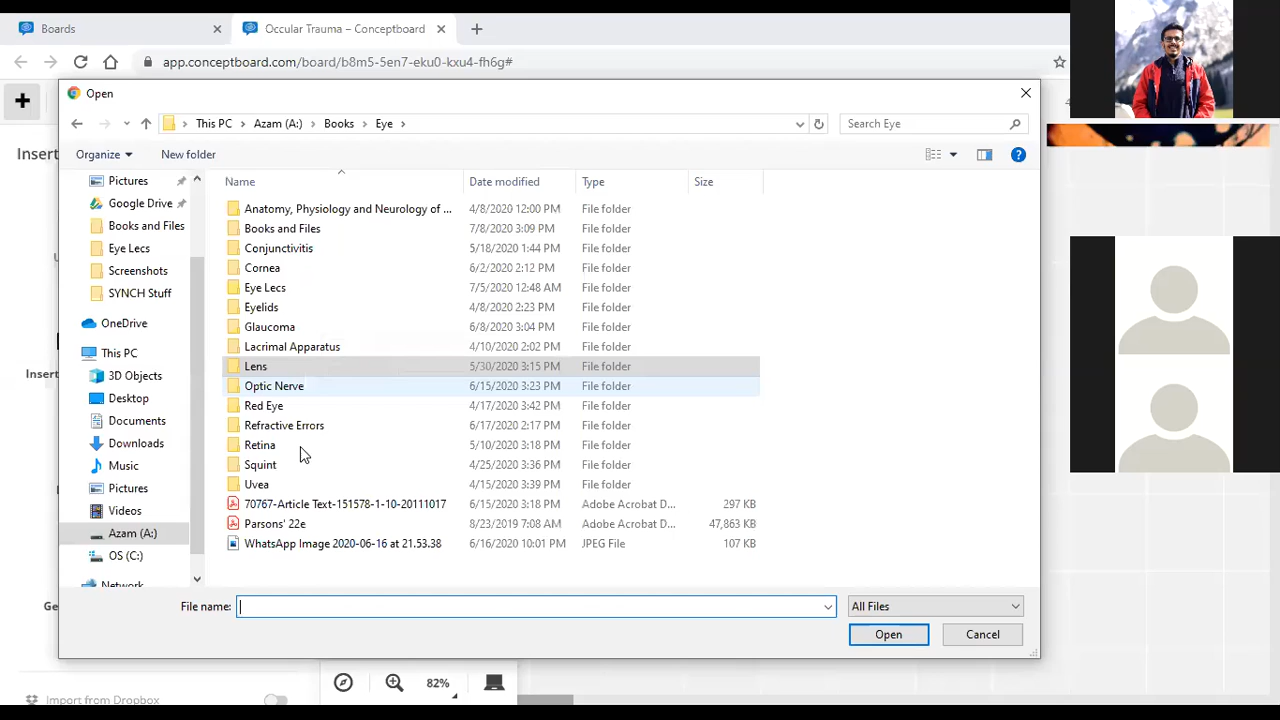 Boards
Occular Trauma – Conceptboard
app.conceptboard.com/board/b8m5-5en7-eku0-kxu4-fh6g#
Open
This PC
Azam (A:)
Books
Eye
Search Eye
Organize
New folder
Insert
Name
Date modified
Type
Size
Pictures
Google Drive
Books and Files
Eye Lecs
Screenshots
SYNCH Stuff
OneDrive
This PC
3D Objects
Desktop
Documents
Downloads
Music
Pictures
Videos
Azam (A:)
OS (C:)
Network
Anatomy, Physiology and Neurology of ... 4/8/2020 12:00 PM File folder
Books and Files 7/8/2020 3:09 PM File folder
Conjunctivitis 5/18/2020 1:44 PM File folder
Cornea 6/2/2020 2:12 PM File folder
Eye Lecs 7/5/2020 12:48 AM File folder
Eyelids 4/8/2020 2:23 PM File folder
Glaucoma 6/8/2020 3:04 PM File folder
Lacrimal Apparatus 4/10/2020 2:02 PM File folder
Lens 5/30/2020 3:15 PM File folder
Optic Nerve 6/15/2020 3:23 PM File folder
Red Eye 4/17/2020 3:42 PM File folder
Refractive Errors 6/17/2020 2:17 PM File folder
Retina 5/10/2020 3:18 PM File folder
Squint 4/25/2020 3:36 PM File folder
Uvea 4/15/2020 3:39 PM File folder
70767-Article Text-151578-1-10-20111017 6/15/2020 3:18 PM Adobe Acrobat D... 297 KB
Parsons' 22e 8/23/2019 7:08 AM Adobe Acrobat D... 47,863 KB
WhatsApp Image 2020-06-16 at 21.53.38 6/16/2020 10:01 PM JPEG File 107 KB
Insert
File name:
All Files
Open
Cancel
Ge
Import from Dropbox
82%